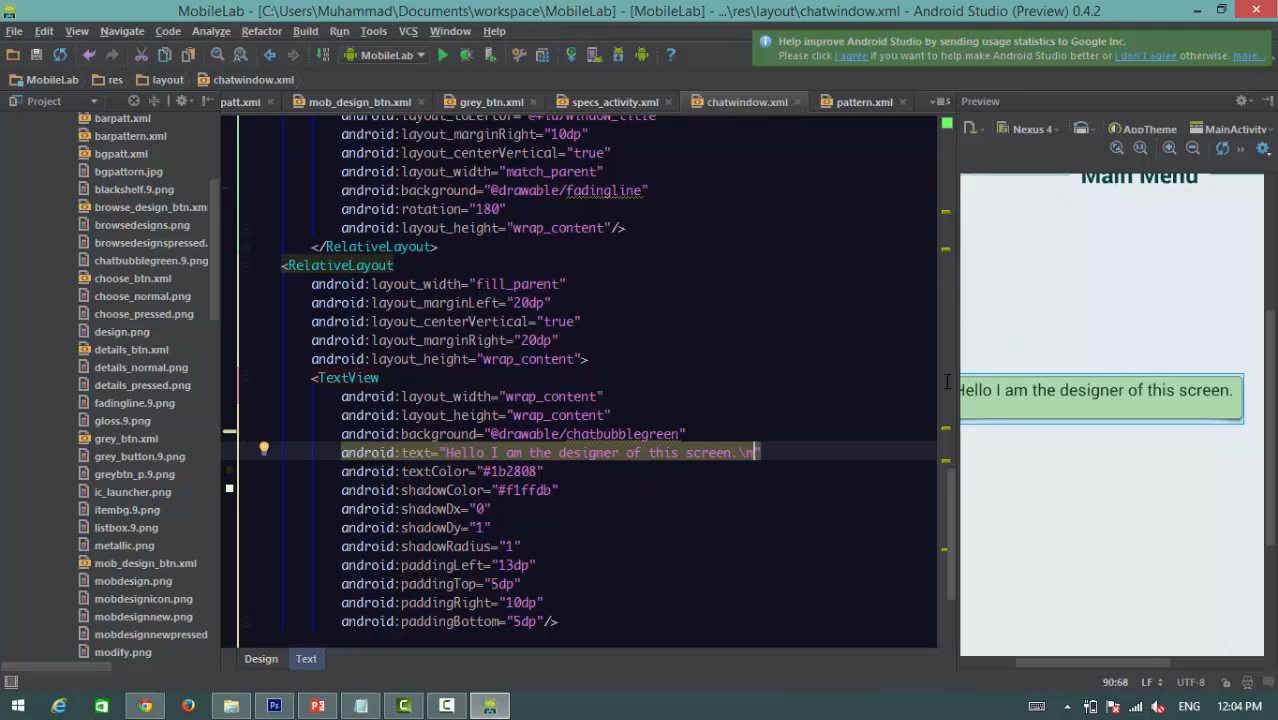 MobileLab - [C:\Users\Muhammad\Documents\workspace\MobileLab] - [MobileLab] - ...\res\layout\chatwindow.xml - Android Studio (Preview) 0.4.2
File Edit View Navigate Code Analyze Refactor Build Run Tools VCS Window Help
Help improve Android Studio by sending usage statistics to Google Inc.
Please click I agree if you want to help make Android Studio better or I don't agree otherwise. more...
MobileLab
MobileLab res layout chatwindow.xml
Project
patt.xml mob_design_btn.xml grey_btn.xml specs_activity.xml chatwindow.xml pattern.xml
Preview
Nexus 4 AppTheme MainActivity
barpatt.xml
barpattern.xml
bgpatt.xml
bgpattorn.jpg
blackshelf.9.png
browse_design_btn.xml
browsedesigns.png
browsedesignspressed.
chatbubblegreen.9.png
choose_btn.xml
choose_normal.png
choose_pressed.png
design.png
details_btn.xml
details_normal.png
details_pressed.png
fadingline.9.png
gloss.9.png
grey_btn.xml
grey_button.9.png
greybtn_p.9.png
ic_launcher.png
itembg.9.png
listbox.9.png
metallic.png
mob_design_btn.xml
mobdesign.png
mobdesignicon.png
mobdesignnew.png
mobdesignnewpressed
modify.png
android:layout_toLeftOf="@+id/window_title"
android:layout_marginRight="10dp"
android:layout_centerVertical="true"
android:layout_width="match_parent"
android:background="@drawable/fadingline"
android:rotation="180"
android:layout_height="wrap_content"/>
</RelativeLayout>
<RelativeLayout
android:layout_width="fill_parent"
android:layout_marginLeft="20dp"
android:layout_centerVertical="true"
android:layout_marginRight="20dp"
android:layout_height="wrap_content">
<TextView
android:layout_width="wrap_content"
android:layout_height="wrap_content"
android:background="@drawable/chatbubblegreen"
android:text="Hello I am the designer of this screen.\n"
android:textColor="#1b2808"
android:shadowColor="#f1ffdb"
android:shadowDx="0"
android:shadowDy="1"
android:shadowRadius="1"
android:paddingLeft="13dp"
android:paddingTop="5dp"
android:paddingRight="10dp"
android:paddingBottom="5dp"/>
Main Menu
Hello I am the designer of this screen.
Design Text
90:68 LF UTF-8
12:04 PM